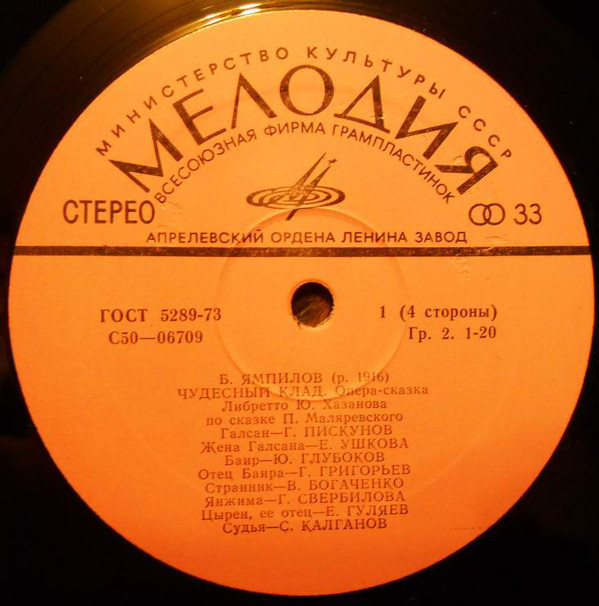 МИНИСТЕРСТВО КУЛЬТУРЫ СССР
МЕЛОДИЯ
ВСЕСОЮЗНАЯ ФИРМА ГРАМПЛАСТИНОК
СТЕРЕО
33
АПРЕЛЕВСКИЙ ОРДЕНА ЛЕНИНА ЗАВОД
ГОСТ 5289-73
С50—06709
1 (4 стороны)
Гр. 2. 1-20
Б. ЯМПИЛОВ (р. 1916)
ЧУДЕСНЫЙ КЛАД. Опера-сказка
Либретто Ю. Хазанова
по сказке П. Маляревского
Галсан—Г. ПИСКУНОВ
Жена Галсана—Е. УШКОВА
Баир—Ю. ГЛУБОКОВ
Отец Баира—Г. ГРИГОРЬЕВ
Странник—В. БОГАЧЕНКО
Янжима—Г. СВЕРБИЛОВА
Цырен, ее отец—Е. ГУЛЯЕВ
Судья—С. КАЛГАНОВ